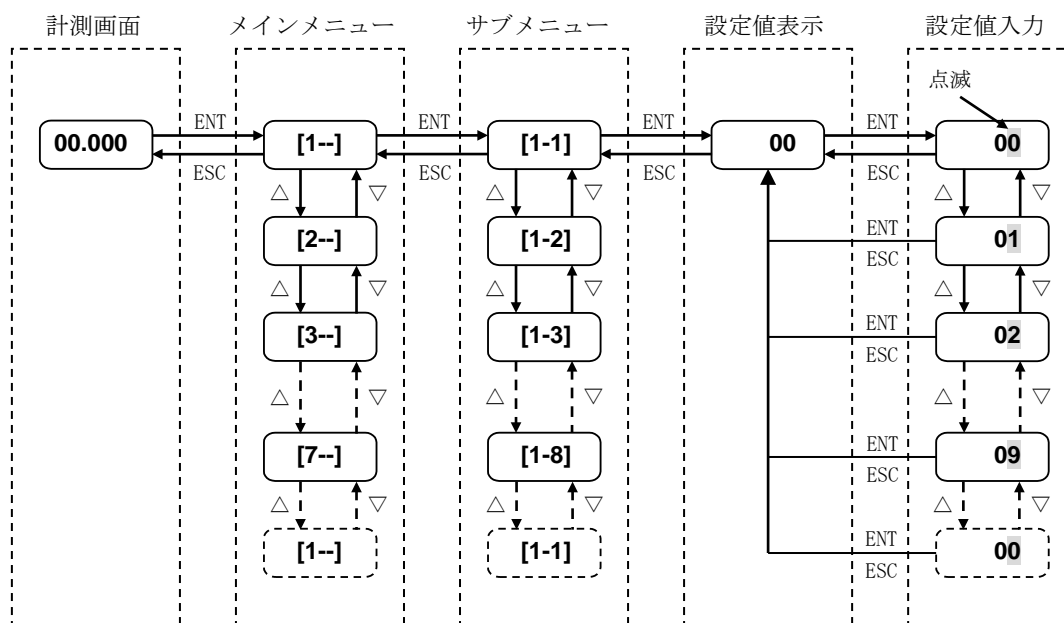 計測画面 メインメニュー サブメニュー 設定値表示 設定値入力
点滅
ENT ENT ENT ENT
00.000 [1--] [1-1] 00 00
ESC ESC ESC ESC
△ ▽ △ ▽ △ ▽
ENT
[2--] [1-2] 01
ESC
△ ▽ △ ▽ △ ▽
ENT
[3--] [1-3] 02
ESC
△ ▽ △ ▽ △ ▽
ENT
[7--] [1-8] 09
ESC
△ ▽ △ ▽ △ ▽
ENT
[1--] [1-1] 00
ESC